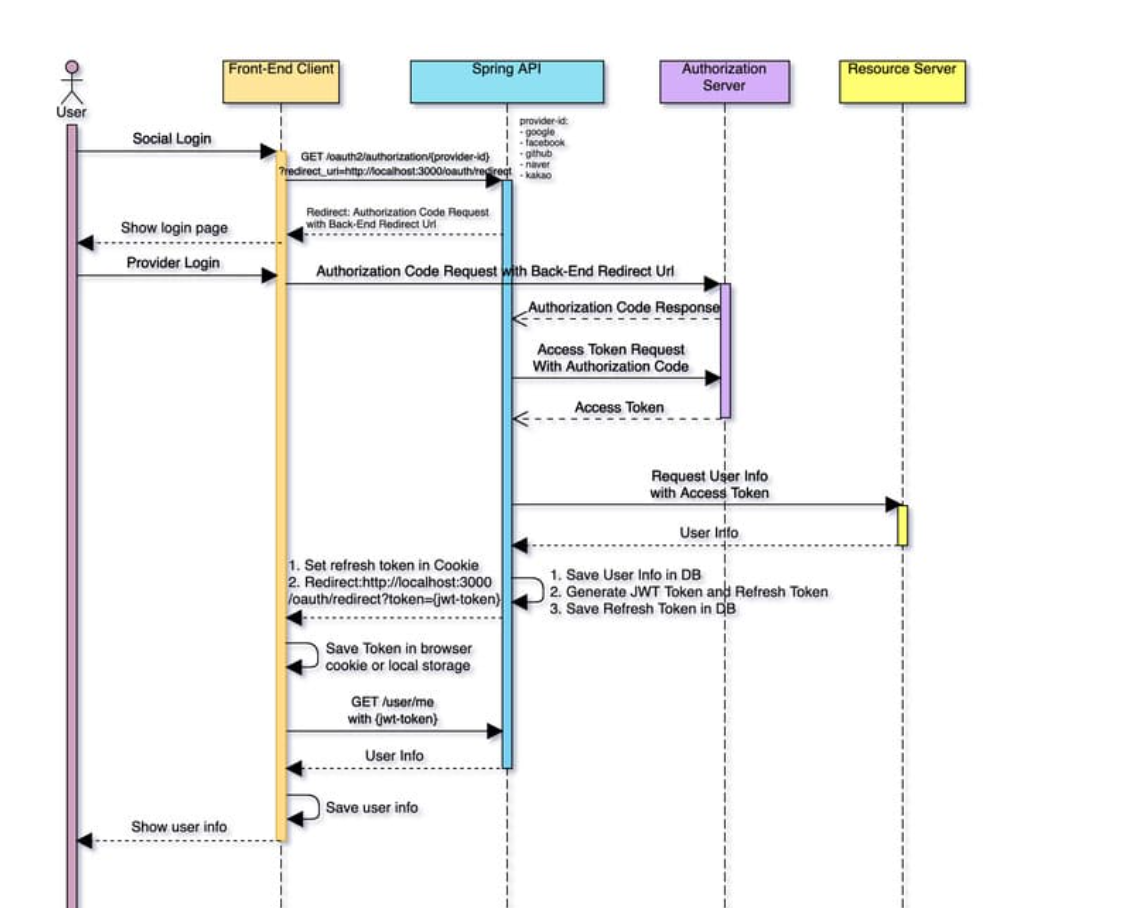 Front-End Client
Spring API
Authorization
Server
Resource Server
User
provider-id:
- google
- facebook
- github
- naver
- kakao
Social Login
GET /oauth2/authorization/{provider-id}
?redirect_uri=http://localhost:3000/oauth/redirect
Redirect: Authorization Code Request
with Back-End Redirect Url
Show login page
Provider Login
Authorization Code Request with Back-End Redirect Url
Authorization Code Response
Access Token Request
With Authorization Code
Access Token
Request User Info
with Access Token
User Info
1. Set refresh token in Cookie
2. Redirect:http://localhost:3000
/oauth/redirect?token={jwt-token}
1. Save User Info in DB
2. Generate JWT Token and Refresh Token
3. Save Refresh Token in DB
Save Token in browser
cookie or local storage
GET /user/me
with {jwt-token}
User Info
Save user info
Show user info